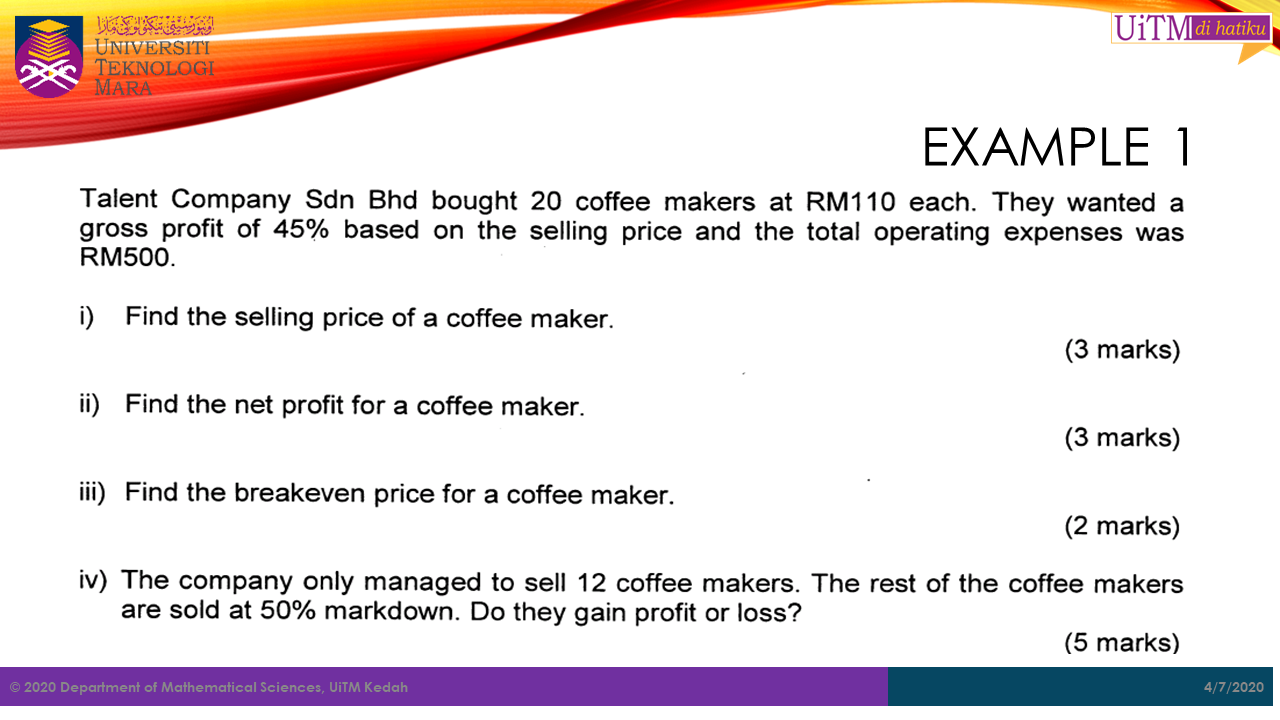 اونيۏرسيتي تيكنولوݢي مارا
UNIVERSITI
TEKNOLOGI
MARA
UiTM di hatiku
EXAMPLE 1
Talent Company Sdn Bhd bought 20 coffee makers at RM110 each. They wanted a
gross profit of 45% based on the selling price and the total operating expenses was
RM500.
i) Find the selling price of a coffee maker.
(3 marks)
ii) Find the net profit for a coffee maker.
(3 marks)
iii) Find the breakeven price for a coffee maker.
(2 marks)
iv) The company only managed to sell 12 coffee makers. The rest of the coffee makers
are sold at 50% markdown. Do they gain profit or loss?
(5 marks)
© 2020 Department of Mathematical Sciences, UiTM Kedah
4/7/2020